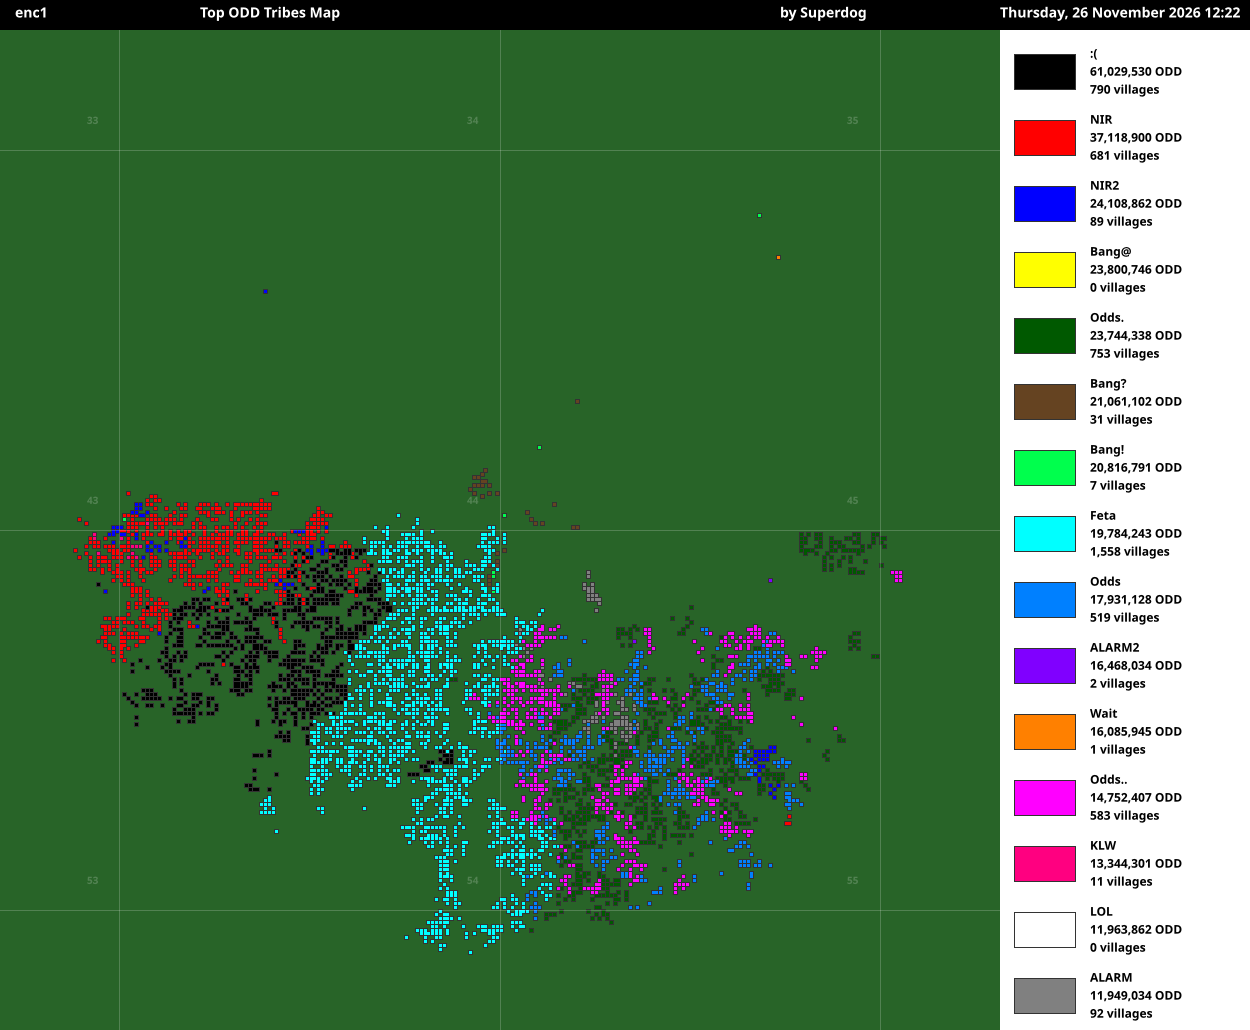 enc1 Top ODD Tribes Map by Superdog Thursday, 26 November 2026 12:22
33 34 35
43 44 45
53 54 55
:(
61,029,530 ODD
790 villages
NIR
37,118,900 ODD
681 villages
NIR2
24,108,862 ODD
89 villages
Bang@
23,800,746 ODD
0 villages
Odds.
23,744,338 ODD
753 villages
Bang?
21,061,102 ODD
31 villages
Bang!
20,816,791 ODD
7 villages
Feta
19,784,243 ODD
1,558 villages
Odds
17,931,128 ODD
519 villages
ALARM2
16,468,034 ODD
2 villages
Wait
16,085,945 ODD
1 villages
Odds..
14,752,407 ODD
583 villages
KLW
13,344,301 ODD
11 villages
LOL
11,963,862 ODD
0 villages
ALARM
11,949,034 ODD
92 villages